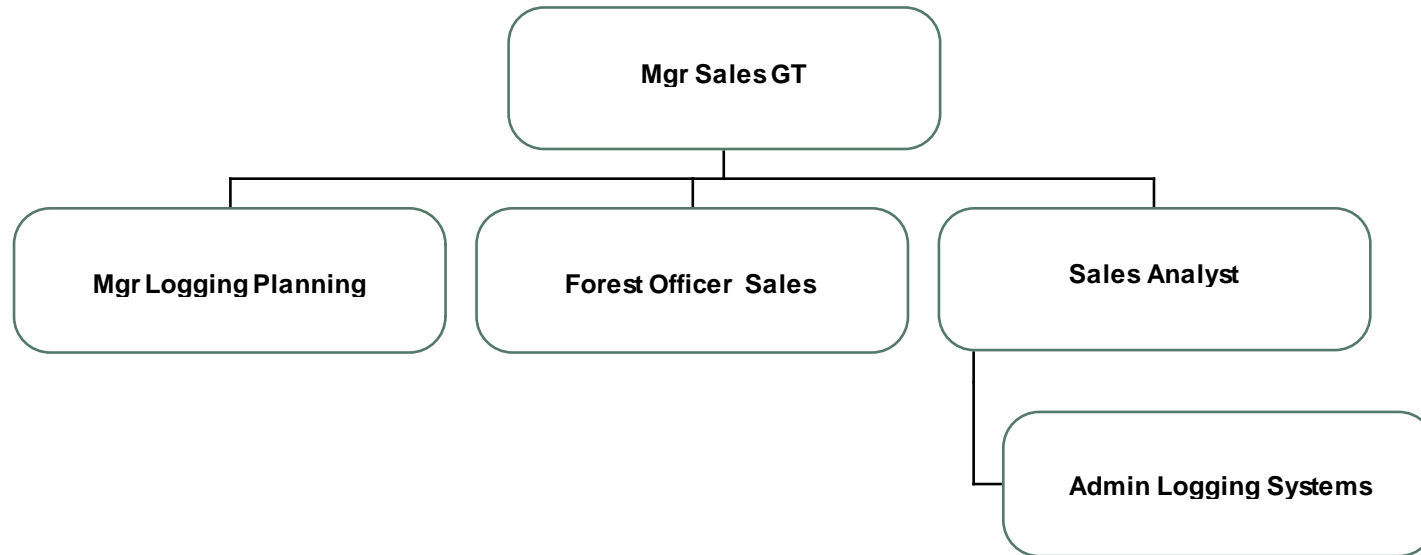 Mgr Sales GT
Mgr Logging Planning
Forest Officer Sales
Sales Analyst
Admin Logging Systems